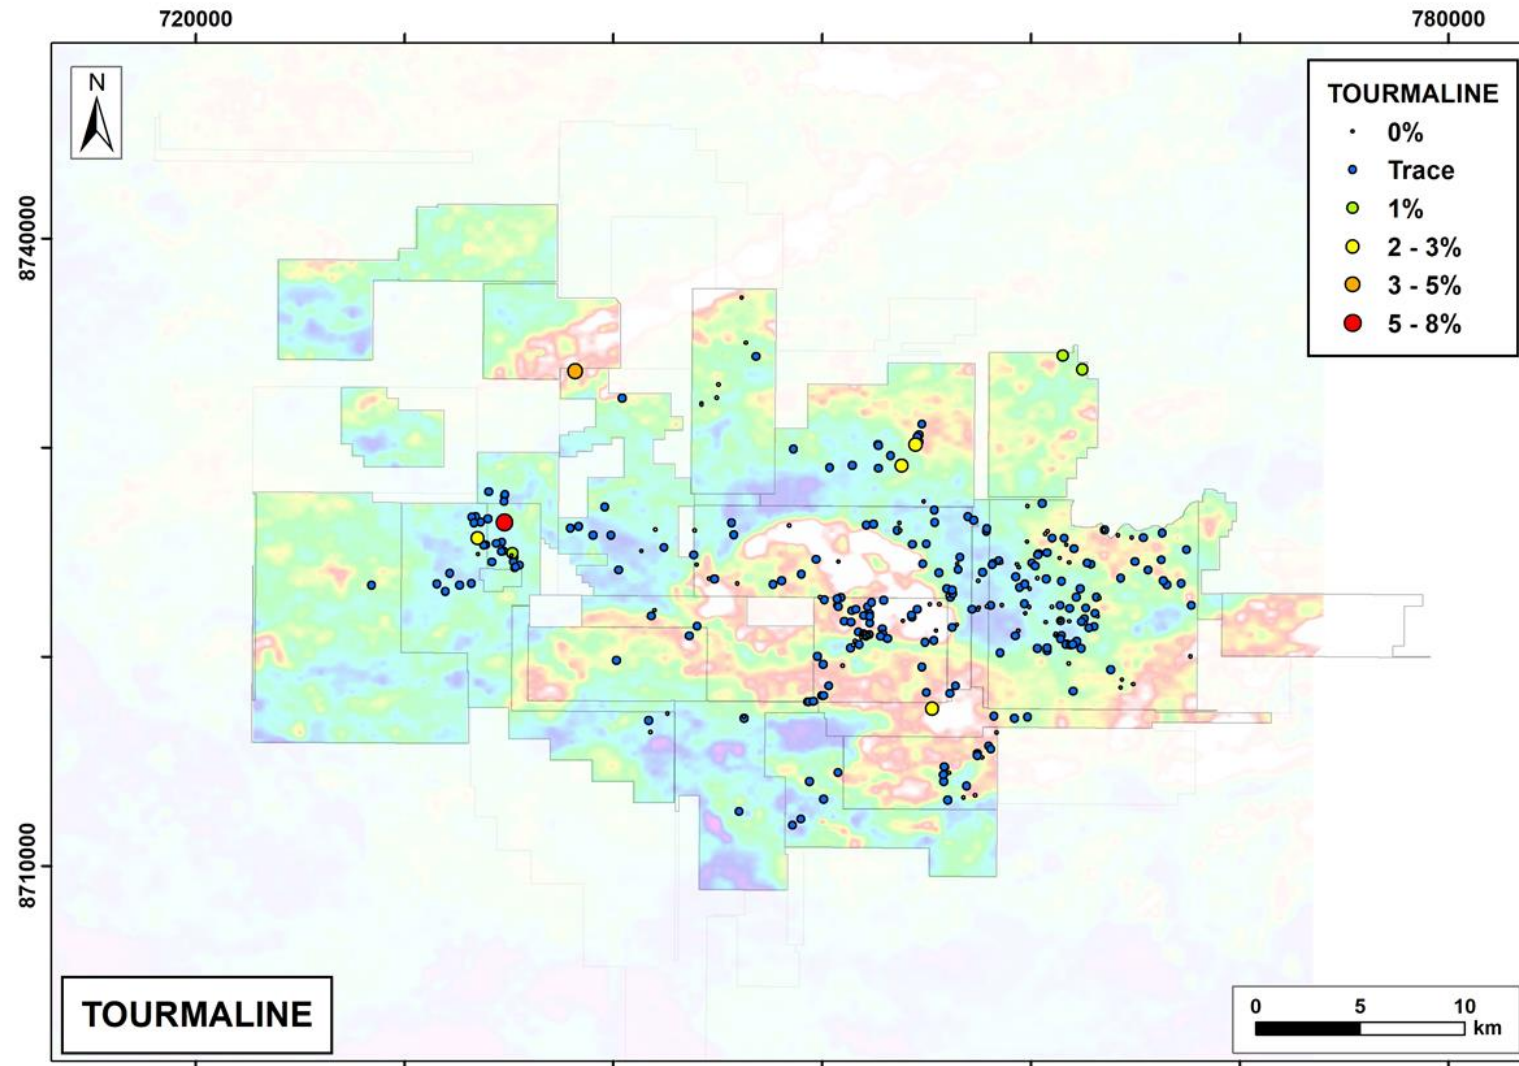 720000
780000
N
TOURMALINE
0%
Trace
1%
2 - 3%
3 - 5%
5 - 8%
8740000
8710000
TOURMALINE
0 5 10
km